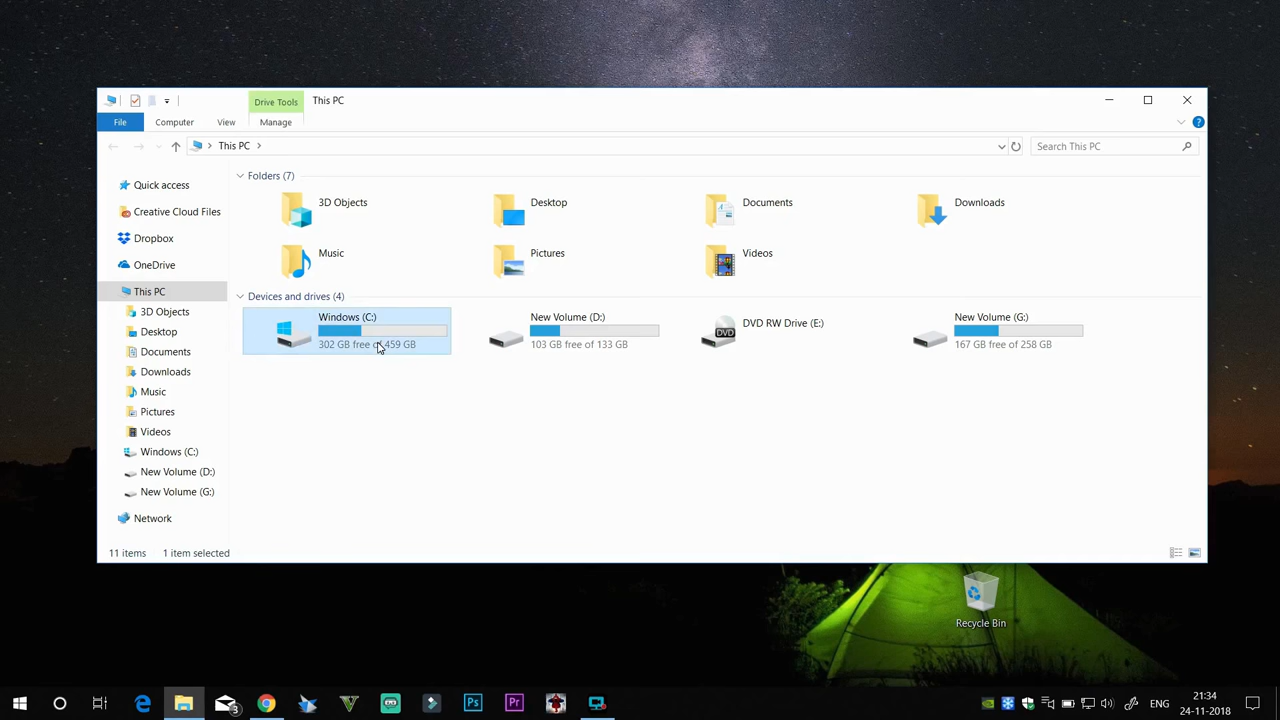 Drive Tools
This PC
File
Computer
View
Manage
This PC
Search This PC
Quick access
Creative Cloud Files
Dropbox
OneDrive
This PC
3D Objects
Desktop
Documents
Downloads
Music
Pictures
Videos
Windows (C:)
New Volume (D:)
New Volume (G:)
Network
Folders (7)
3D Objects
Desktop
Documents
Downloads
Music
Pictures
Videos
Devices and drives (4)
Windows (C:)
302 GB free of 459 GB
New Volume (D:)
103 GB free of 133 GB
DVD
DVD RW Drive (E:)
New Volume (G:)
167 GB free of 258 GB
11 items
1 item selected
Recycle Bin
3
Ps
Pr
ENG
21:34
24-11-2018